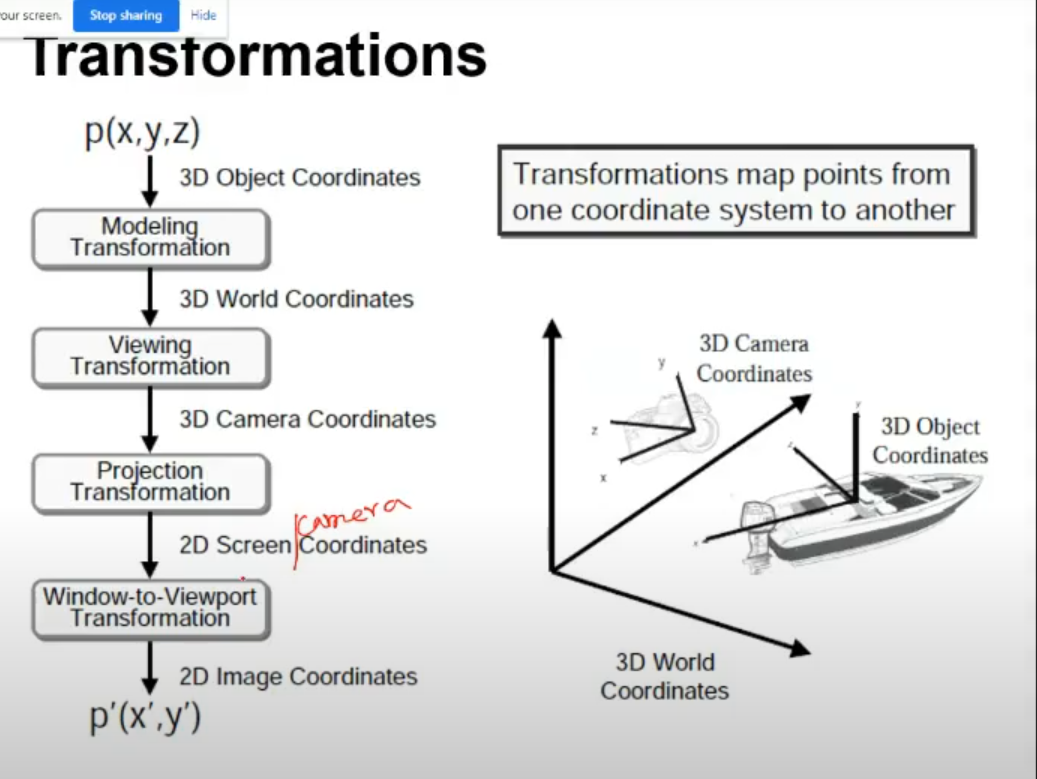 our screen.
Stop sharing
Hide
Transformations
p(x,y,z)
3D Object Coordinates
Modeling
Transformation
3D World Coordinates
Viewing
Transformation
3D Camera Coordinates
Projection
Transformation
camera
2D Screen Coordinates
Window-to-Viewport
Transformation
2D Image Coordinates
p′(x′,y′)
Transformations map points from
one coordinate system to another
3D Camera
Coordinates
y
z
x
3D Object
Coordinates
y
z
x
3D World
Coordinates